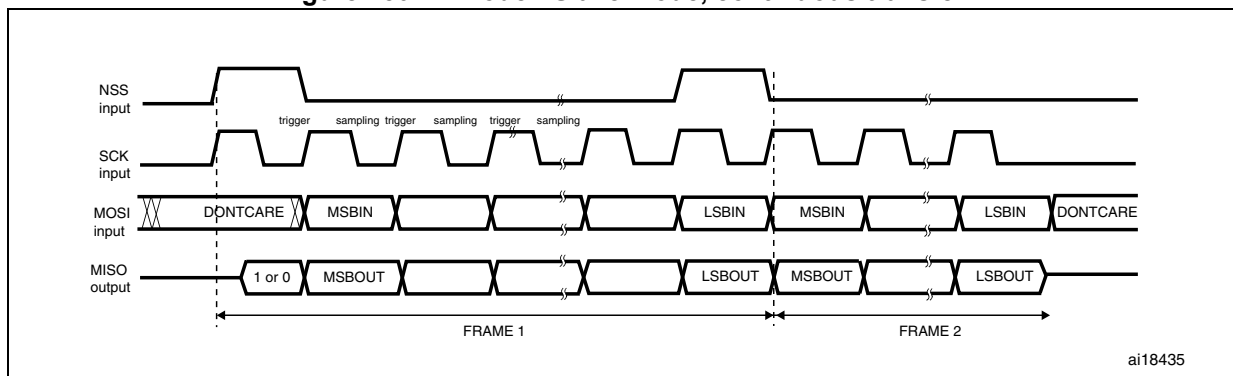 NSS
input
trigger sampling trigger sampling trigger sampling
SCK
input
MOSI
input
DONTCARE MSBIN LSBIN MSBIN LSBIN DONTCARE
MISO
output
1 or 0 MSBOUT LSBOUT MSBOUT LSBOUT
FRAME 1 FRAME 2
ai18435